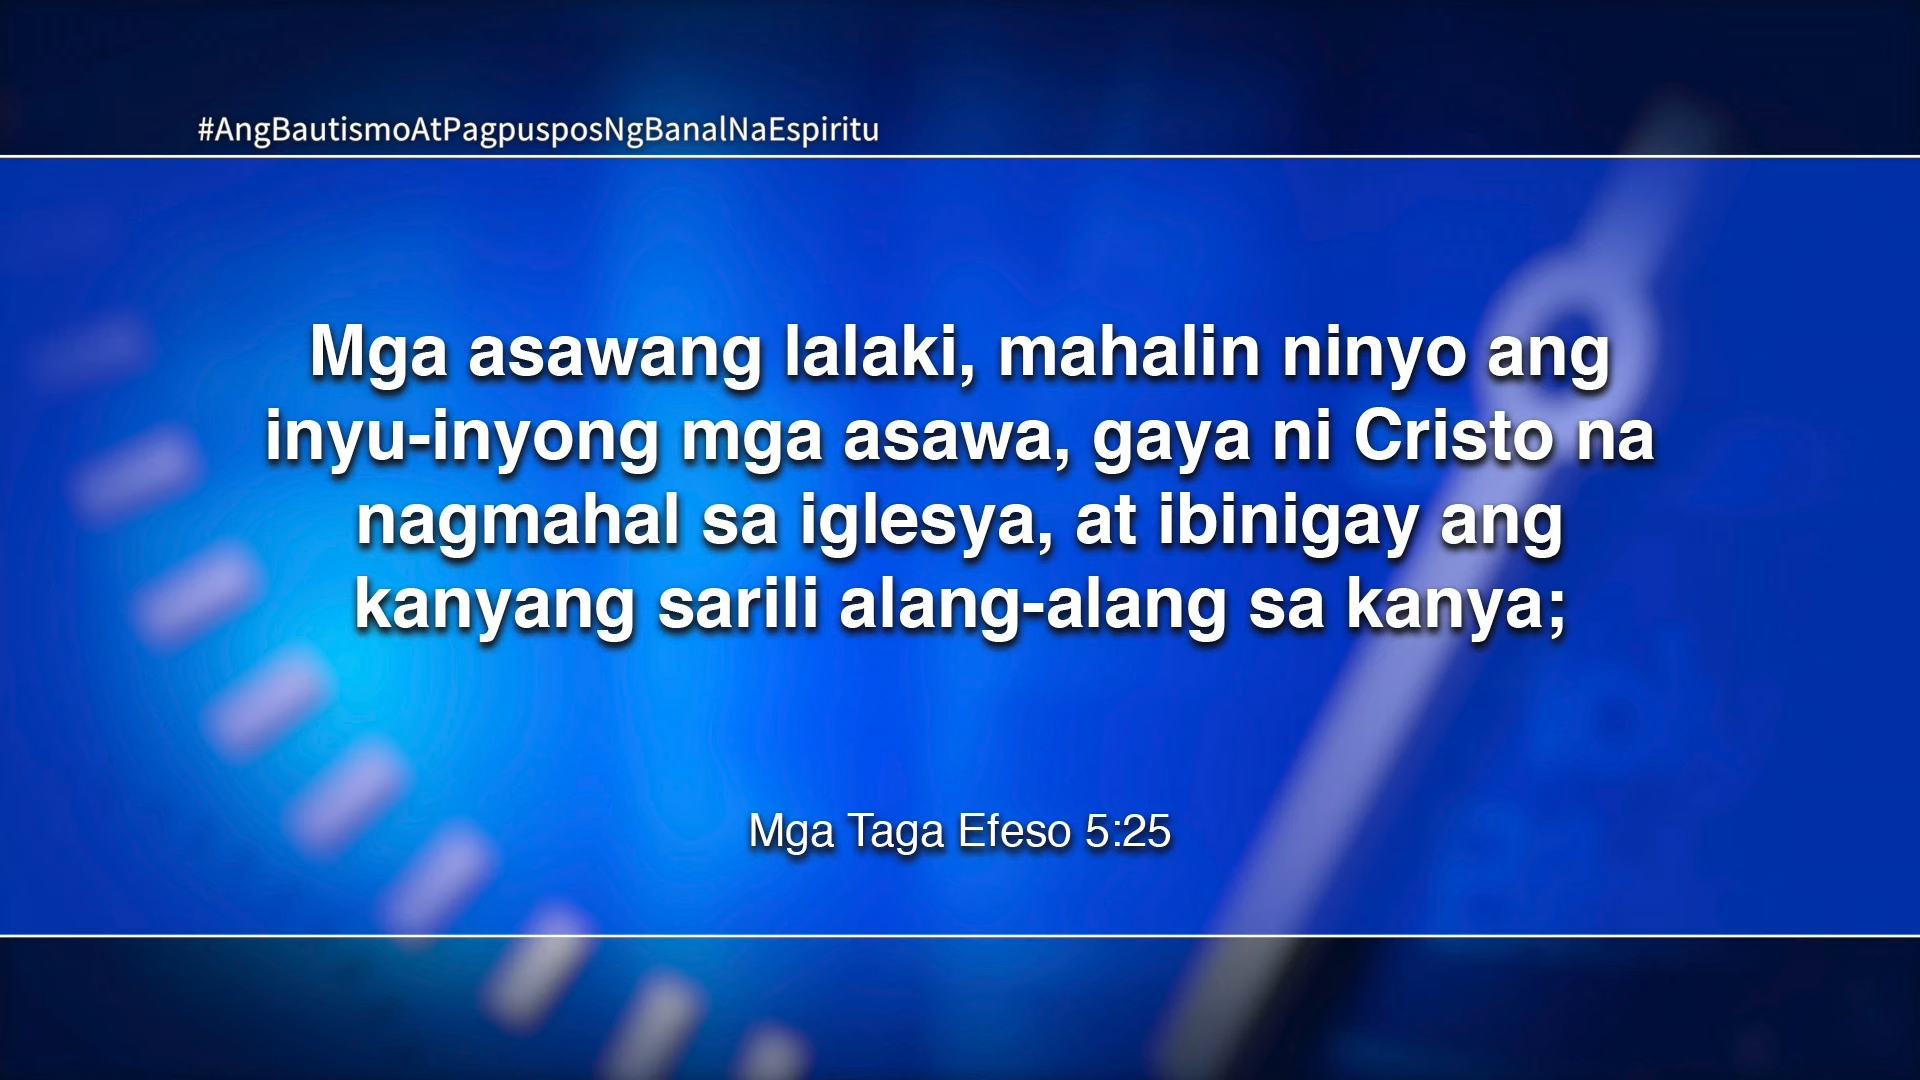 #AngBautismoAtPagpusposNgBanalNaEspiritu
Mga asawang lalaki, mahalin ninyo ang
inyu-inyong mga asawa, gaya ni Cristo na
nagmahal sa iglesya, at ibinigay ang
kanyang sarili alang-alang sa kanya;
Mga Taga Efeso 5:25